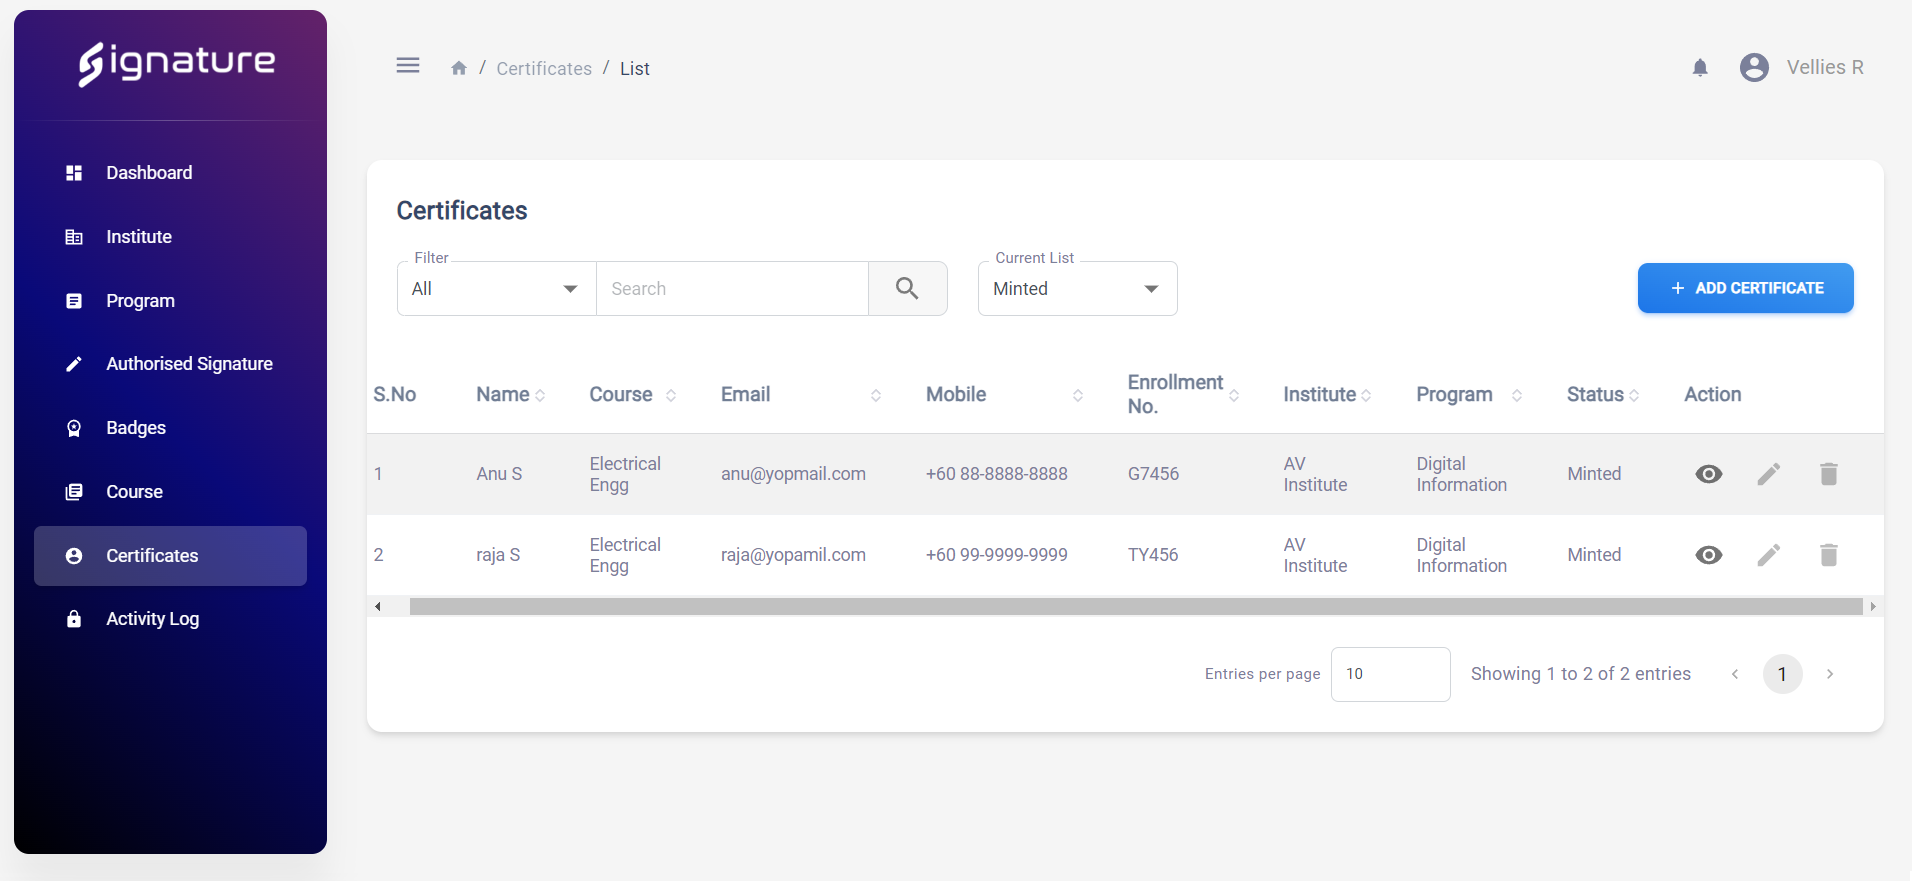 Signature
Dashboard
Institute
Program
Authorised Signature
Badges
Course
Certificates
Activity Log
/ Certificates / List
Vellies R
Certificates
Filter
All
Search
Current List
Minted
+ ADD CERTIFICATE
S.No Name Course Email Mobile Enrollment No. Institute Program Status Action
1 Anu S Electrical Engg anu@yopmail.com +60 88-8888-8888 G7456 AV Institute Digital Information Minted
2 raja S Electrical Engg raja@yopamil.com +60 99-9999-9999 TY456 AV Institute Digital Information Minted
Entries per page 10 Showing 1 to 2 of 2 entries 1